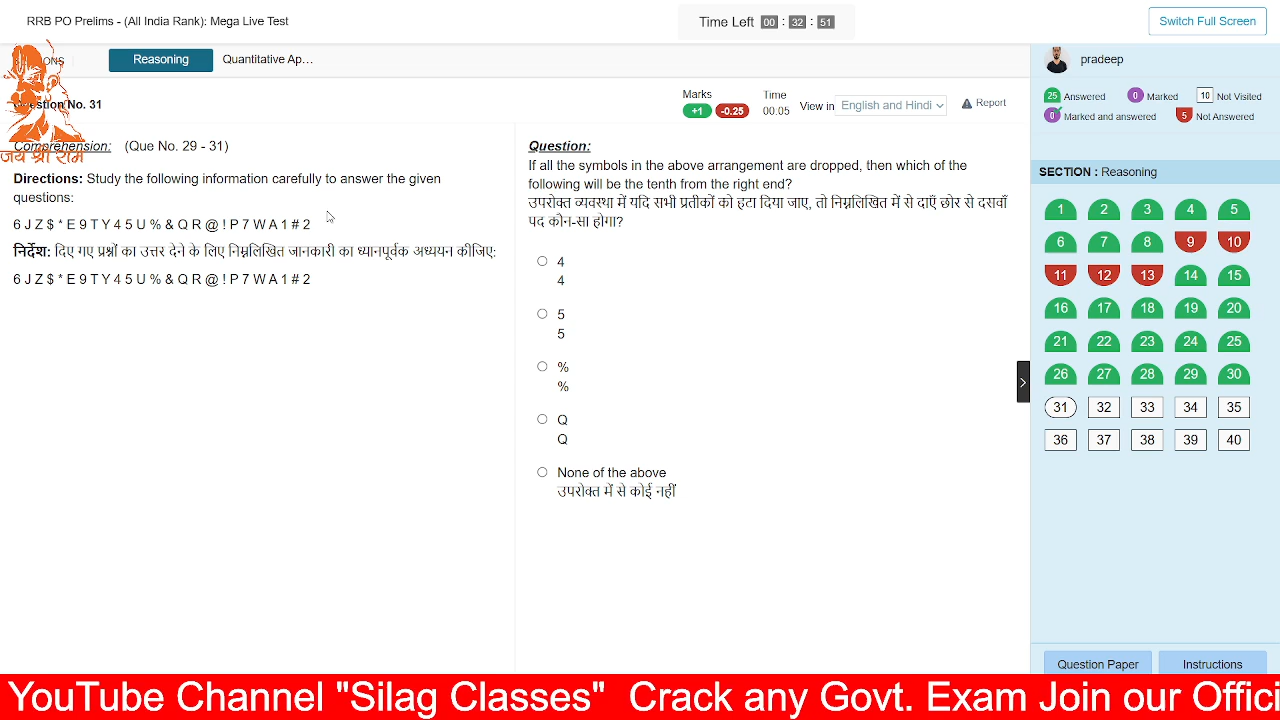 RRB PO Prelims - (All India Rank): Mega Live Test
Time Left 00 : 32 : 51
Switch Full Screen
Reasoning
Quantitative Ap...
pradeep
Question No. 31
Marks
+1 -0.25
Time
00.05
View in English and Hindi
Report
25 Answered
0 Marked
10 Not Visited
0 Marked and answered
5 Not Answered
जय श्री राम
Comprehension: (Que No. 29 - 31)
Directions: Study the following information carefully to answer the given
questions:
6 J Z $ * E 9 T Y 4 5 U % & Q R @ ! P 7 W A 1 # 2
निर्देश: दिए गए प्रश्नों का उत्तर देने के लिए निम्नलिखित जानकारी का ध्यानपूर्वक अध्ययन कीजिए:
6 J Z $ * E 9 T Y 4 5 U % & Q R @ ! P 7 W A 1 # 2
Question:
If all the symbols in the above arrangement are dropped, then which of the
following will be the tenth from the right end?
उपरोक्त व्यवस्था में यदि सभी प्रतीकों को हटा दिया जाए, तो निम्नलिखित में से दाएँ छोर से दसवाँ
पद कौन-सा होगा?
4
4
5
5
%
%
Q
Q
None of the above
उपरोक्त में से कोई नहीं
SECTION : Reasoning
1 2 3 4 5
6 7 8 9 10
11 12 13 14 15
16 17 18 19 20
21 22 23 24 25
26 27 28 29 30
31 32 33 34 35
36 37 38 39 40
Question Paper
Instructions
YouTube Channel "Silag Classes" Crack any Govt. Exam Join our Offici